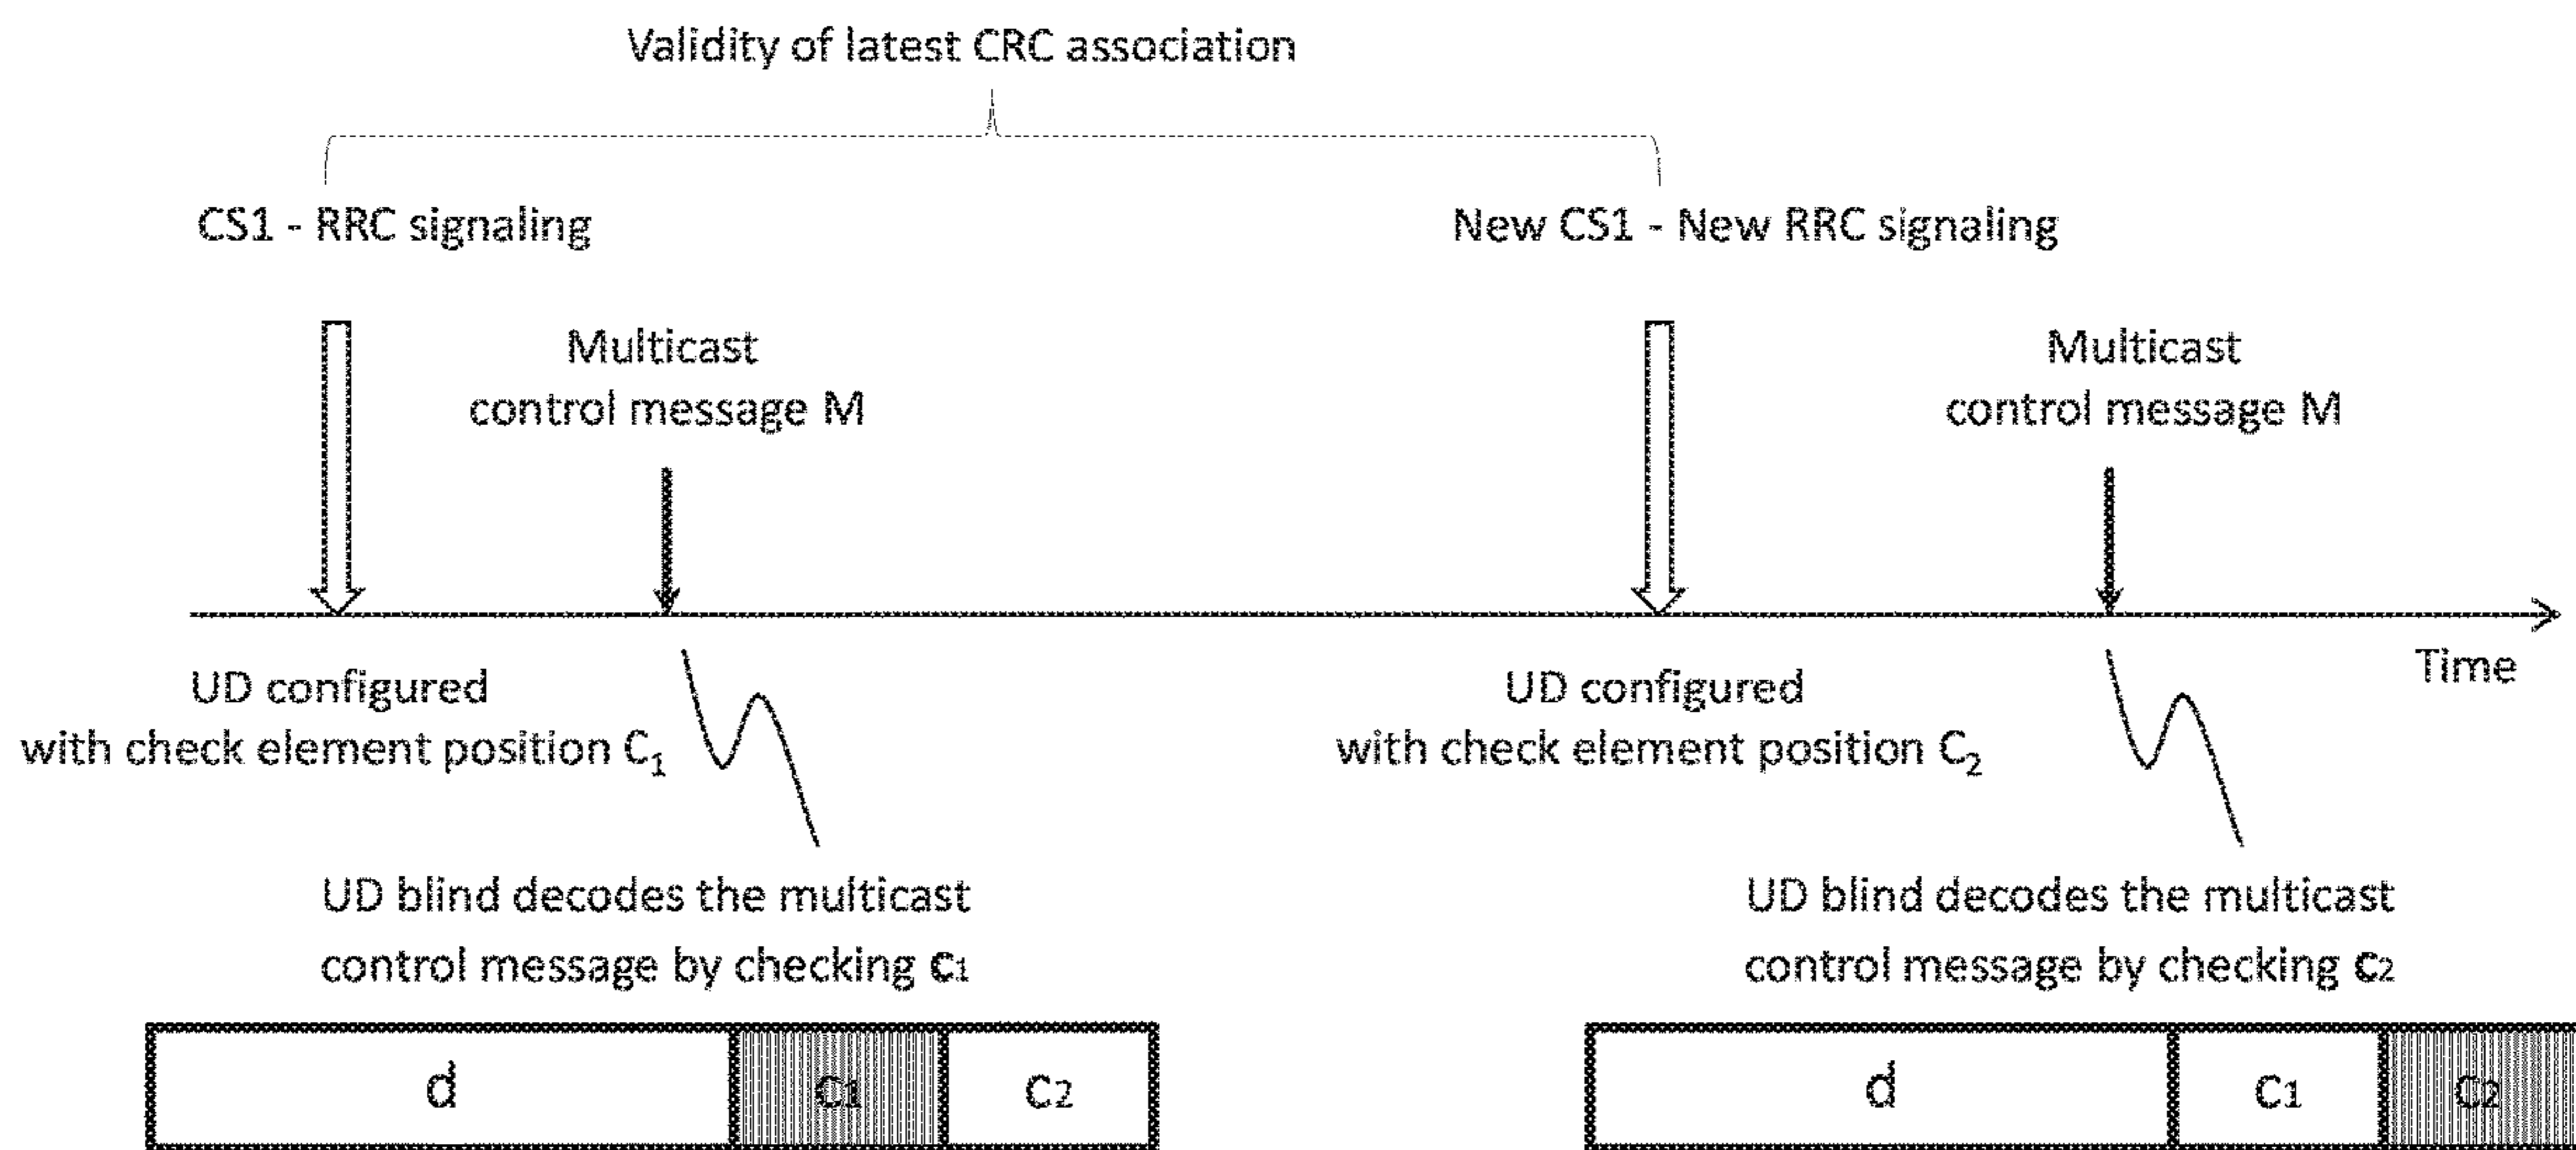 Validity of latest CRC association
CS1 - RRC signaling
New CS1 - New RRC signaling
Multicast
control message M
Multicast
control message M
Time
UD configured
with check element position C₁
UD configured
with check element position C₂
UD blind decodes the multicast
control message by checking c₁
UD blind decodes the multicast
control message by checking c₂
d
c₁
c₂
d
c₁
c₂